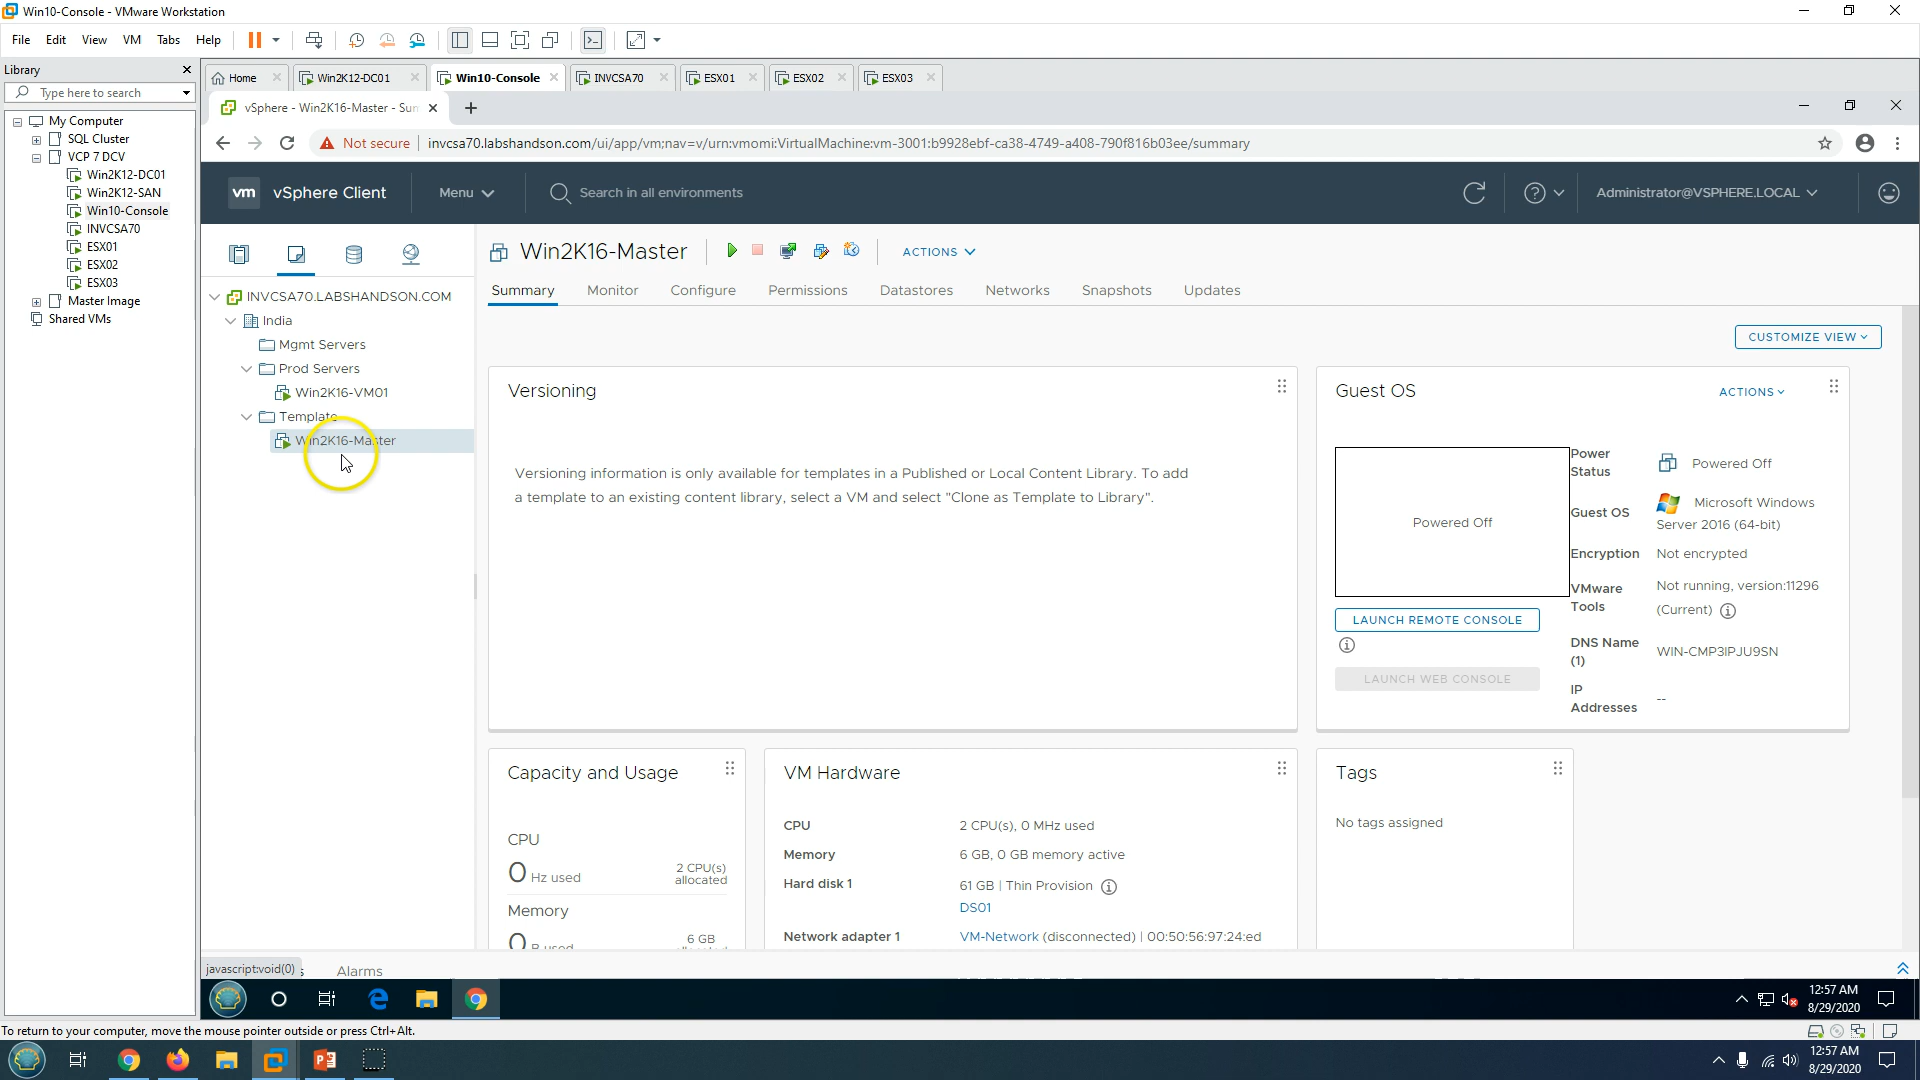 Win10-Console - VMware Workstation
File Edit View VM Tabs Help
Library
Type here to search
My Computer
SQL Cluster
VCP 7 DCV
Win2K12-DC01
Win2K12-SAN
Win10-Console
INVCSA70
ESX01
ESX02
ESX03
Master Image
Shared VMs
Home Win2K12-DC01 Win10-Console INVCSA70 ESX01 ESX02 ESX03
vSphere - Win2K16-Master - Sum
Not secure invcsa70.labshandson.com/ui/app/vm;nav=v/urn:vmomi:VirtualMachine:vm-3001:b9928ebf-ca38-4749-a408-790f816b03ee/summary
vm vSphere Client Menu Search in all environments Administrator@VSPHERE.LOCAL
INVCSA70.LABSHANDSON.COM
India
Mgmt Servers
Prod Servers
Win2K16-VM01
Template
Win2K16-Master
Win2K16-Master ACTIONS
Summary Monitor Configure Permissions Datastores Networks Snapshots Updates
CUSTOMIZE VIEW
Versioning
Versioning information is only available for templates in a Published or Local Content Library. To add
a template to an existing content library, select a VM and select "Clone as Template to Library".
Guest OS ACTIONS
Powered Off
LAUNCH REMOTE CONSOLE
LAUNCH WEB CONSOLE
Power
Status Powered Off
Guest OS Microsoft Windows
Server 2016 (64-bit)
Encryption Not encrypted
VMware
Tools Not running, version:11296
(Current)
DNS Name
(1) WIN-CMP3IPJU9SN
IP
Addresses --
Capacity and Usage
CPU
0 Hz used 2 CPU(s)
allocated
Memory
0 B used 6 GB
VM Hardware
CPU 2 CPU(s), 0 MHz used
Memory 6 GB, 0 GB memory active
Hard disk 1 61 GB | Thin Provision
DS01
Network adapter 1 VM-Network (disconnected) | 00:50:56:97:24:ed
Tags
No tags assigned
javascript:void(0) s Alarms
12:57 AM
8/29/2020
To return to your computer, move the mouse pointer outside or press Ctrl+Alt.
12:57 AM
8/29/2020